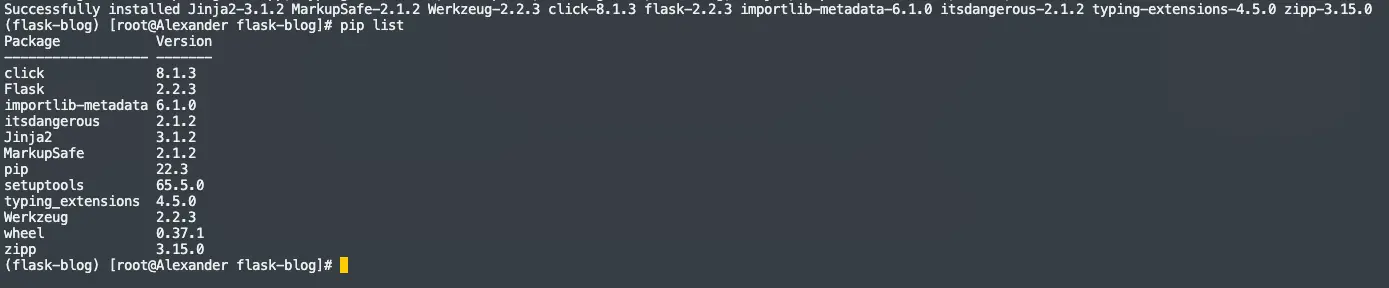 Successfully installed Jinja2-3.1.2 MarkupSafe-2.1.2 Werkzeug-2.2.3 click-8.1.3 flask-2.2.3 importlib-metadata-6.1.0 itsdangerous-2.1.2 typing-extensions-4.5.0 zipp-3.15.0
(flask-blog) [root@Alexander flask-blog]# pip list
Package            Version
------------------ -------
click              8.1.3
Flask              2.2.3
importlib-metadata 6.1.0
itsdangerous       2.1.2
Jinja2             3.1.2
MarkupSafe         2.1.2
pip                22.3
setuptools         65.5.0
typing_extensions  4.5.0
Werkzeug           2.2.3
wheel              0.37.1
zipp               3.15.0
(flask-blog) [root@Alexander flask-blog]#